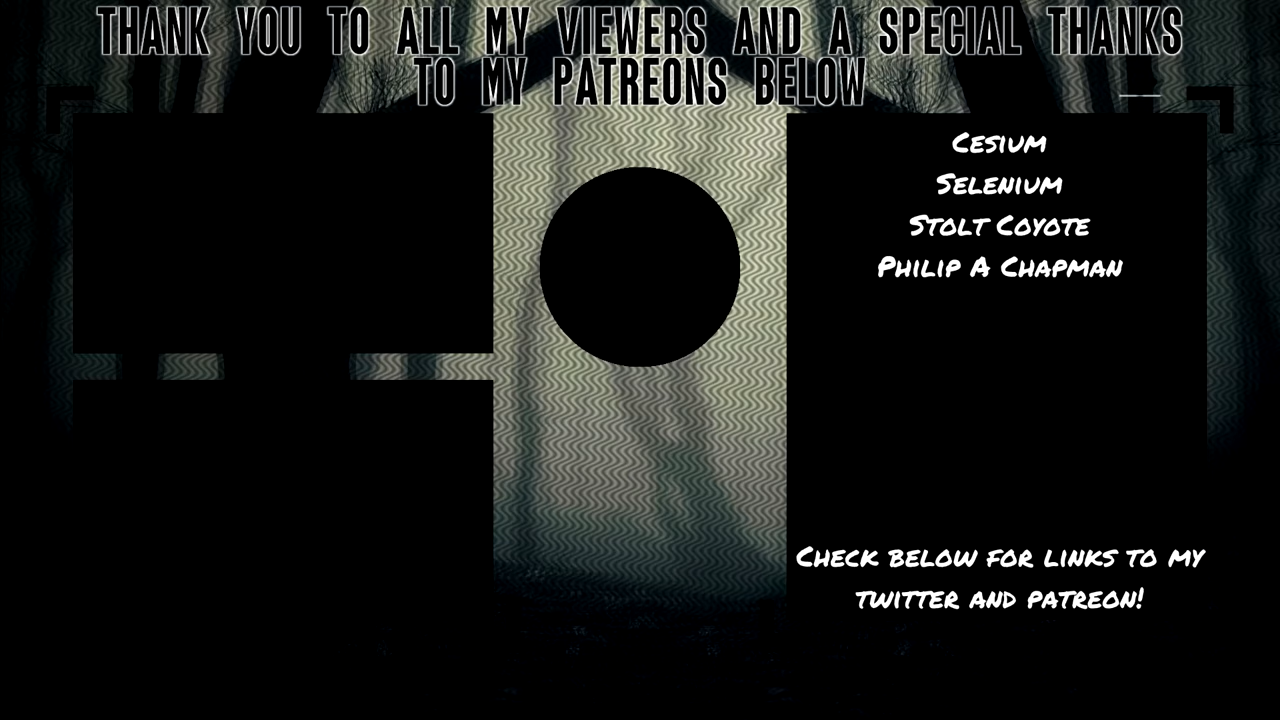 THANK YOU TO ALL MY VIEWERS AND A SPECIAL THANKS
TO MY PATREONS BELOW
Cesium
Selenium
Stolt Coyote
Philip A Chapman
Check below for links to my
twitter and patreon!